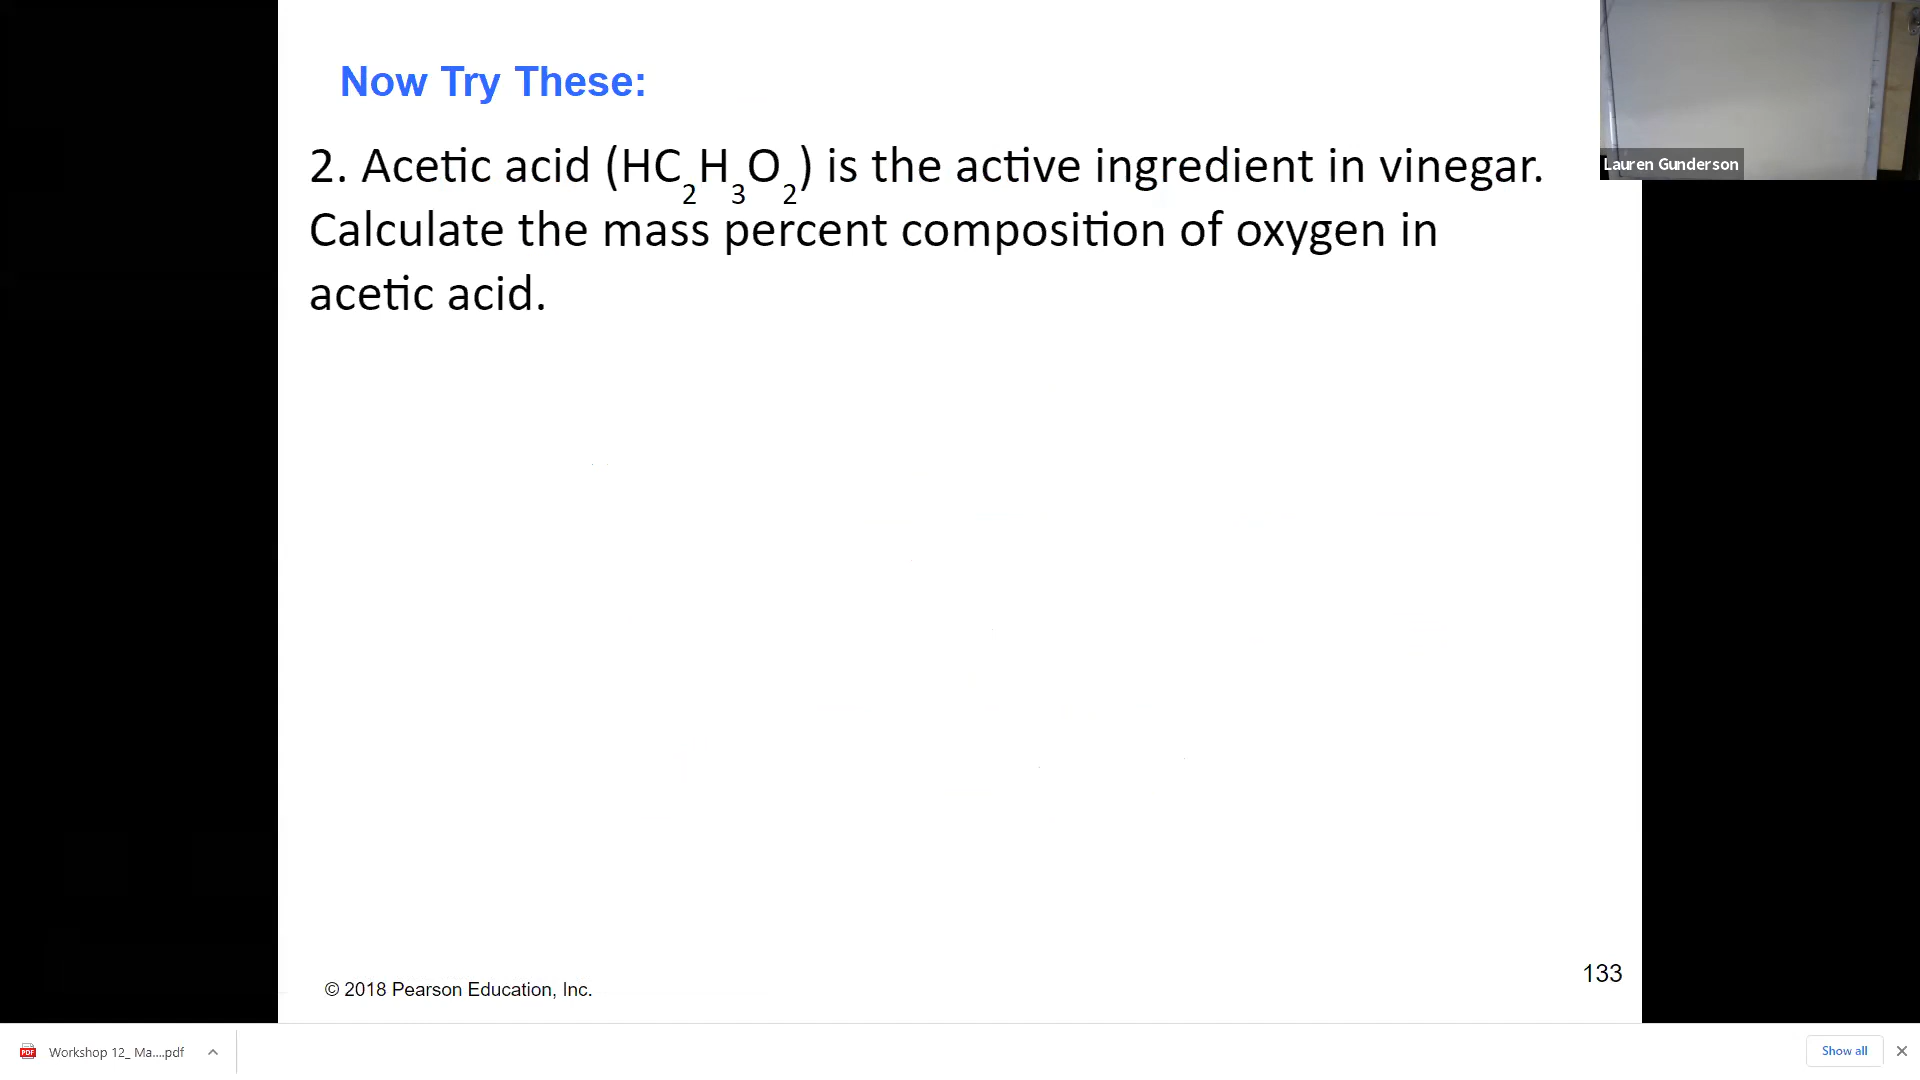 Now Try These:
2. Acetic acid (HC₂H₃O₂) is the active ingredient in vinegar.
Calculate the mass percent composition of oxygen in
acetic acid.
Lauren Gunderson
133
© 2018 Pearson Education, Inc.
Workshop 12_ Ma....pdf
Show all